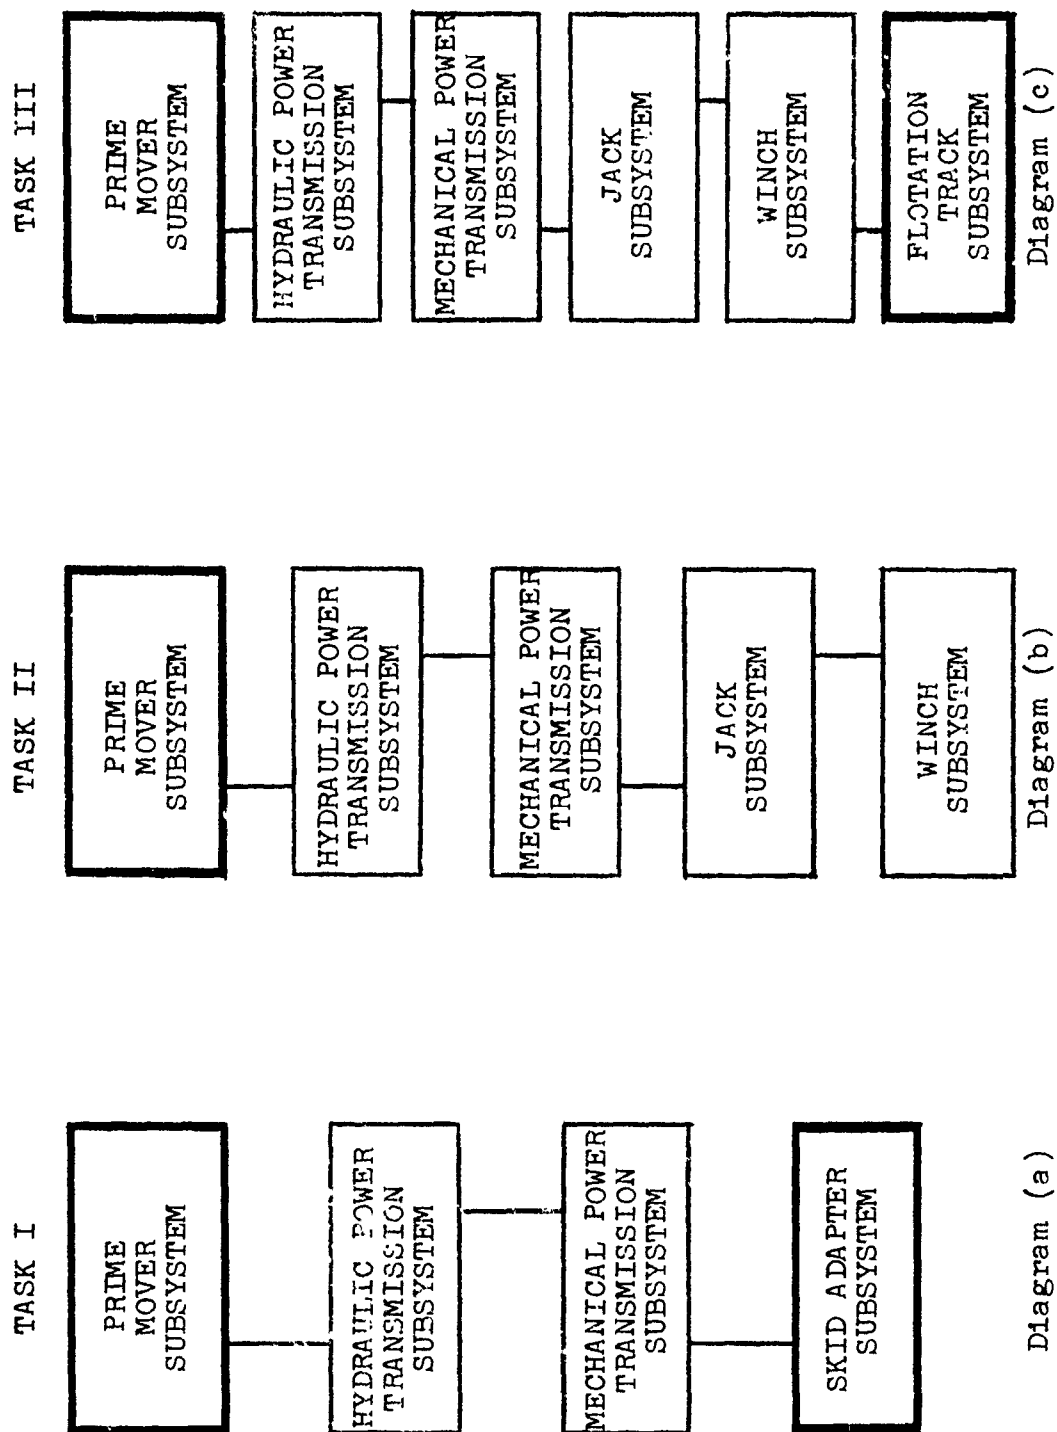 TASK I
PRIME
MOVER
SUBSYSTEM
HYDRAULIC POWER
TRANSMISSION
SUBSYSTEM
MECHANICAL POWER
TRANSMISSION
SUBSYSTEM
SKID ADAPTER
SUBSYSTEM
Diagram (a)
TASK II
PRIME
MOVER
SUBSYSTEM
HYDRAULIC POWER
TRANSMISSION
SUBSYSTEM
MECHANICAL POWER
TRANSMISSION
SUBSYSTEM
JACK
SUBSYSTEM
WINCH
SUBSYSTEM
Diagram (b)
TASK III
PRIME
MOVER
SUBSYSTEM
HYDRAULIC POWER
TRANSMISSION
SUBSYSTEM
MECHANICAL POWER
TRANSMISSION
SUBSYSTEM
JACK
SUBSYSTEM
WINCH
SUBSYSTEM
FLOTATION
TRACK
SUBSYSTEM
Diagram (c)